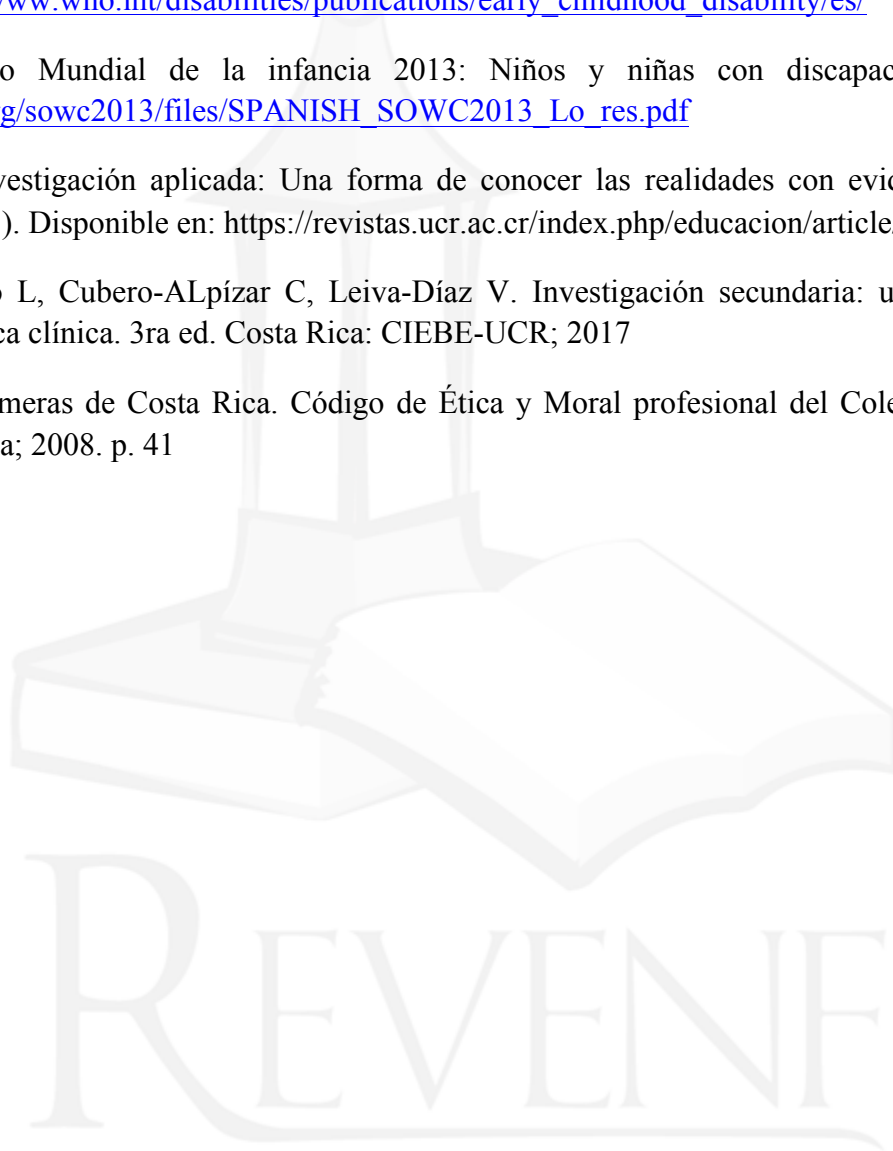 ww.who.int/disabilities/publications/early_childhood_disability/es/
o Mundial de la infancia 2013: Niños y niñas con discapac
g/sowc2013/files/SPANISH_SOWC2013_Lo_res.pdf
vestigación aplicada: Una forma de conocer las realidades con evid
). Disponible en: https://revistas.ucr.ac.cr/index.php/educacion/article/
o L, Cubero-ALpízar C, Leiva-Díaz V. Investigación secundaria: u
ca clínica. 3ra ed. Costa Rica: CIEBE-UCR; 2017
meras de Costa Rica. Código de Ética y Moral profesional del Cole
a; 2008. p. 41
REVENF